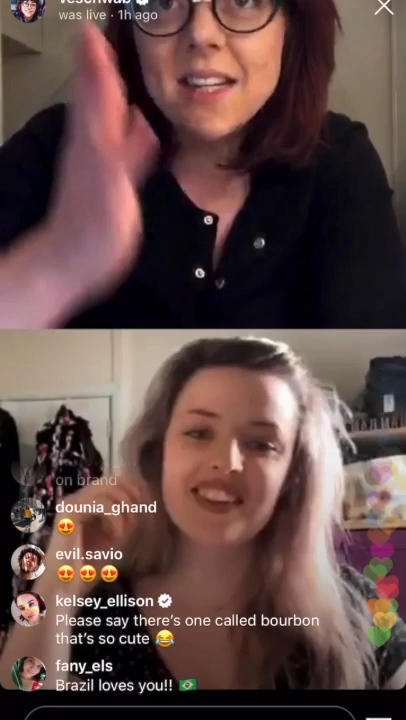 veschwab
was live · 1h ago
on brand
dounia_ghand
😍
evil.savio
😍😍😍
kelsey_ellison
Please say there's one called bourbon
that's so cute 😂
fany_els
Brazil loves you!! 🇧🇷